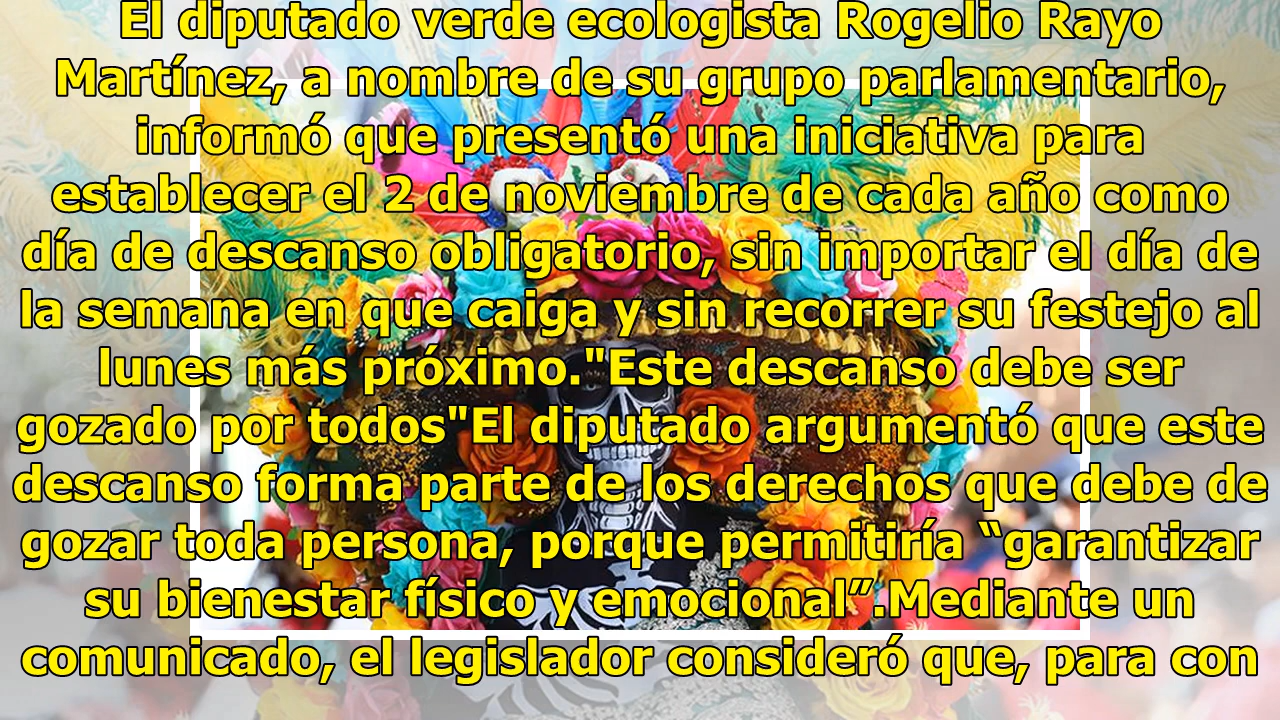 El diputado verde ecologista Rogelio Rayo
Martínez, a nombre de su grupo parlamentario,
informó que presentó una iniciativa para
establecer el 2 de noviembre de cada año como
día de descanso obligatorio, sin importar el día de
la semana en que caiga y sin recorrer su festejo al
lunes más próximo."Este descanso debe ser
gozado por todos"El diputado argumentó que este
descanso forma parte de los derechos que debe de
gozar toda persona, porque permitiría “garantizar
su bienestar físico y emocional”.Mediante un
comunicado, el legislador consideró que, para con